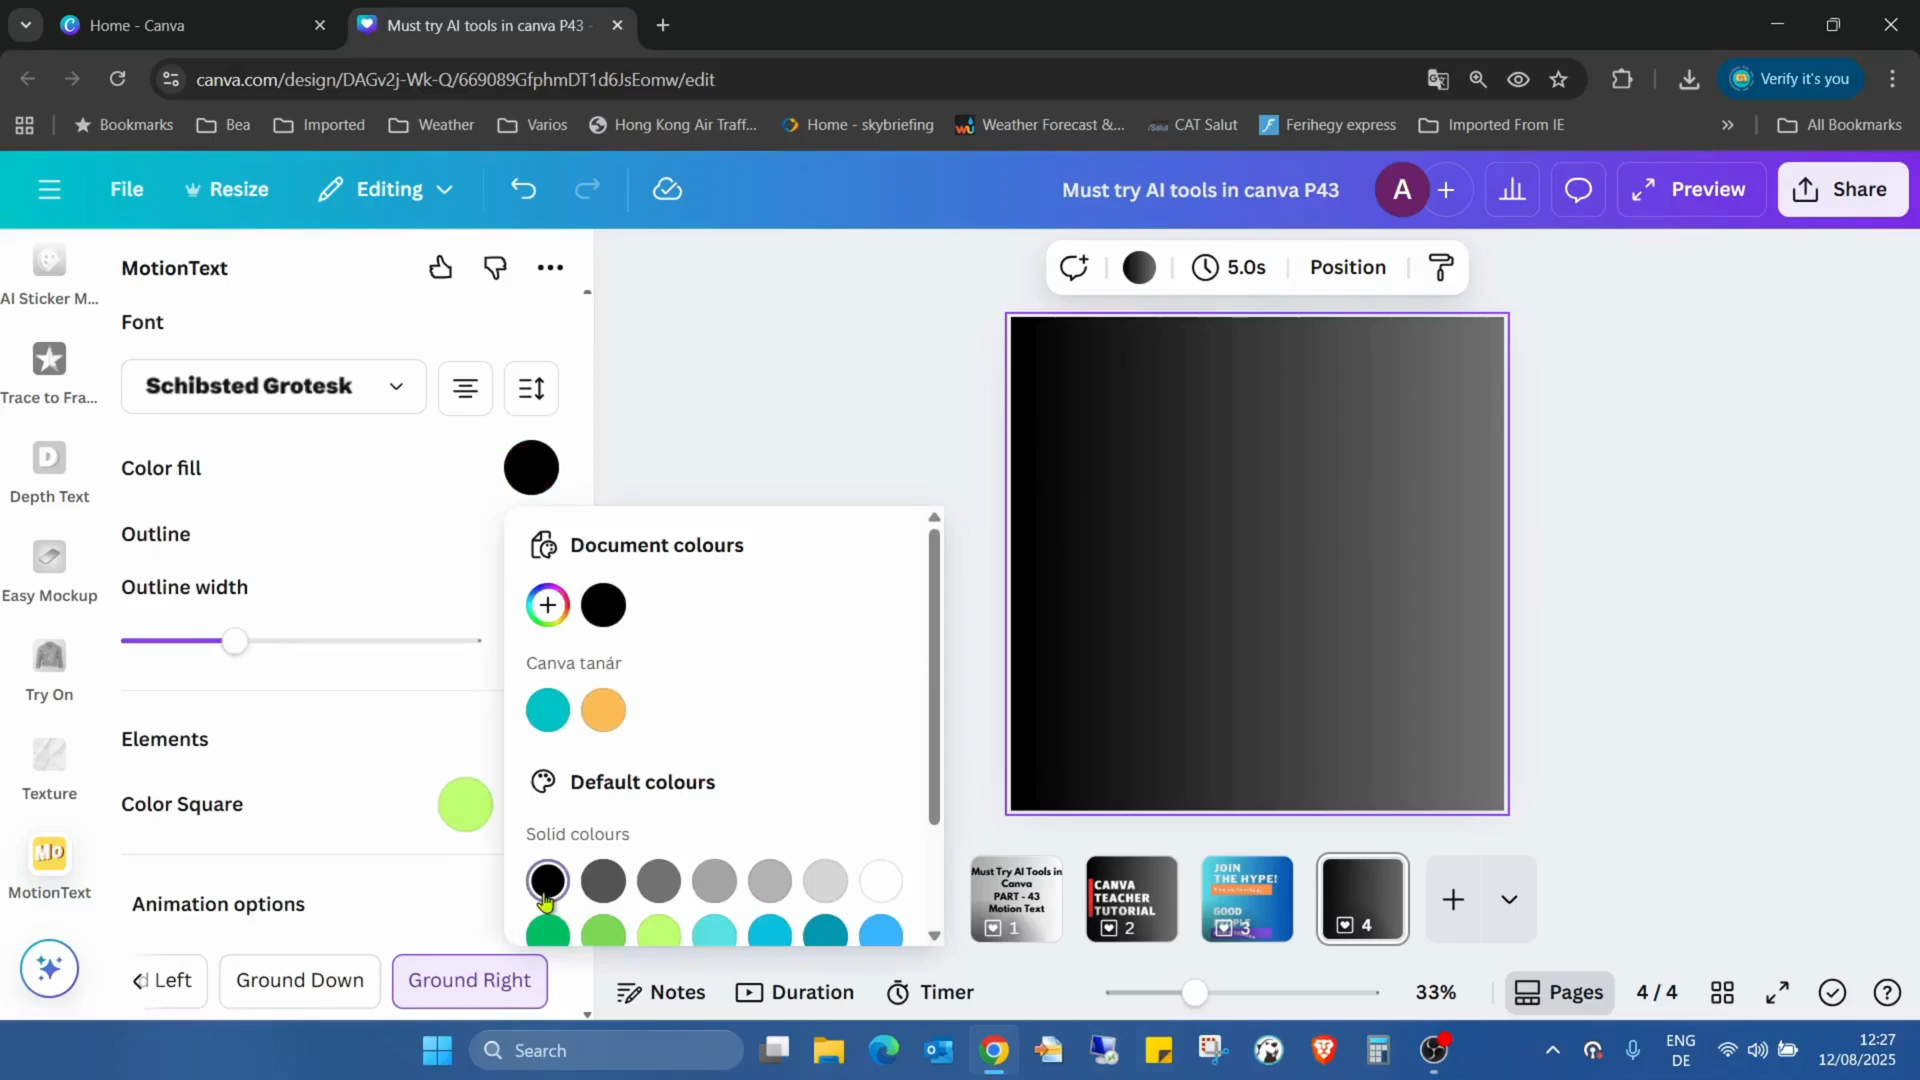 Home - Canva
Must try AI tools in canva P43 -
canva.com/design/DAGv2j-Wk-Q/669089GfphmDT1d6JsEomw/edit
Verify it's you
Bookmarks
Bea
Imported
Weather
Varios
Hong Kong Air Traff...
Home - skybriefing
Weather Forecast &...
CAT Salut
Ferihegy express
Imported From IE
All Bookmarks
File
Resize
Editing
Must try AI tools in canva P43
A
Preview
Share
AI Sticker M...
Trace to Fra...
Depth Text
Easy Mockup
Try On
Texture
MotionText
MotionText
Font
Schibsted Grotesk
Color fill
Outline
Outline width
Elements
Color Square
Animation options
d Left
Ground Down
Ground Right
Document colours
Canva tanár
Default colours
Solid colours
5.0s
Position
Must Try AI Tools in
Canva
PART - 43
Motion Text
1
CANVA
TEACHER
TUTORIAL
2
JOIN
THE HYPE!
GOOD
PEOPLE
3
4
Notes
Duration
Timer
33%
Pages
4 / 4
Search
ENG
DE
12:27
12/08/2025